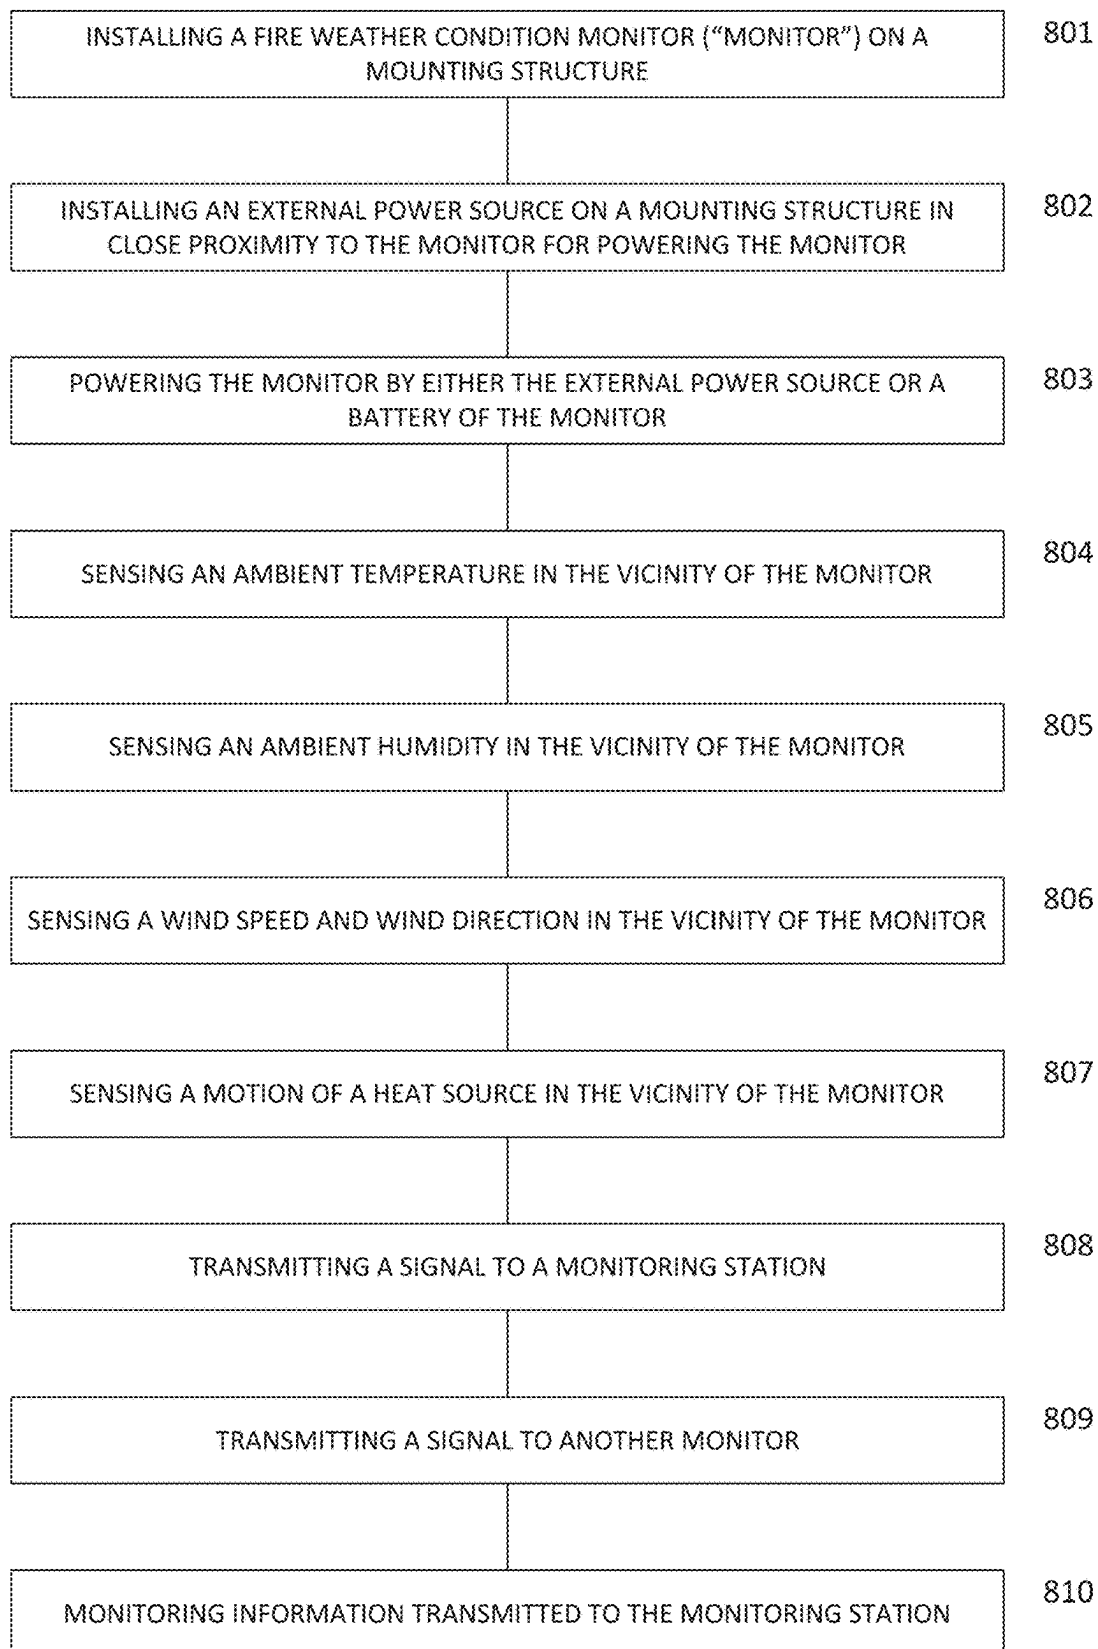 INSTALLING A FIRE WEATHER CONDITION MONITOR (“MONITOR”) ON A
MOUNTING STRUCTURE
801
INSTALLING AN EXTERNAL POWER SOURCE ON A MOUNTING STRUCTURE IN
CLOSE PROXIMITY TO THE MONITOR FOR POWERING THE MONITOR
802
POWERING THE MONITOR BY EITHER THE EXTERNAL POWER SOURCE OR A
BATTERY OF THE MONITOR
803
SENSING AN AMBIENT TEMPERATURE IN THE VICINITY OF THE MONITOR
804
SENSING AN AMBIENT HUMIDITY IN THE VICINITY OF THE MONITOR
805
SENSING A WIND SPEED AND WIND DIRECTION IN THE VICINITY OF THE MONITOR
806
SENSING A MOTION OF A HEAT SOURCE IN THE VICINITY OF THE MONITOR
807
TRANSMITTING A SIGNAL TO A MONITORING STATION
808
TRANSMITTING A SIGNAL TO ANOTHER MONITOR
809
MONITORING INFORMATION TRANSMITTED TO THE MONITORING STATION
810